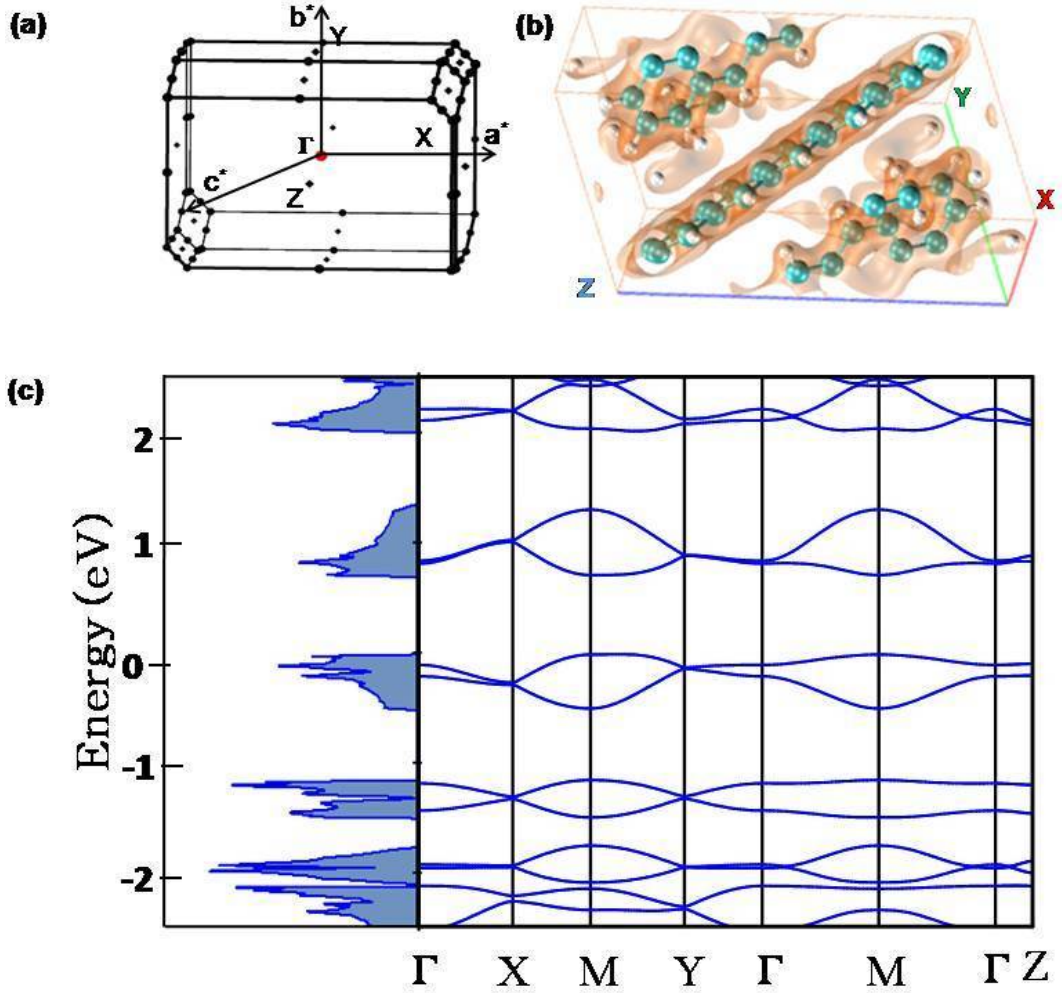 (a)
b*
Y
Γ
X
a*
c*
Z
(b)
Y
X
Z
(c)
2
1
0
-1
-2
Energy (eV)
Γ X M Y Γ M Γ Z